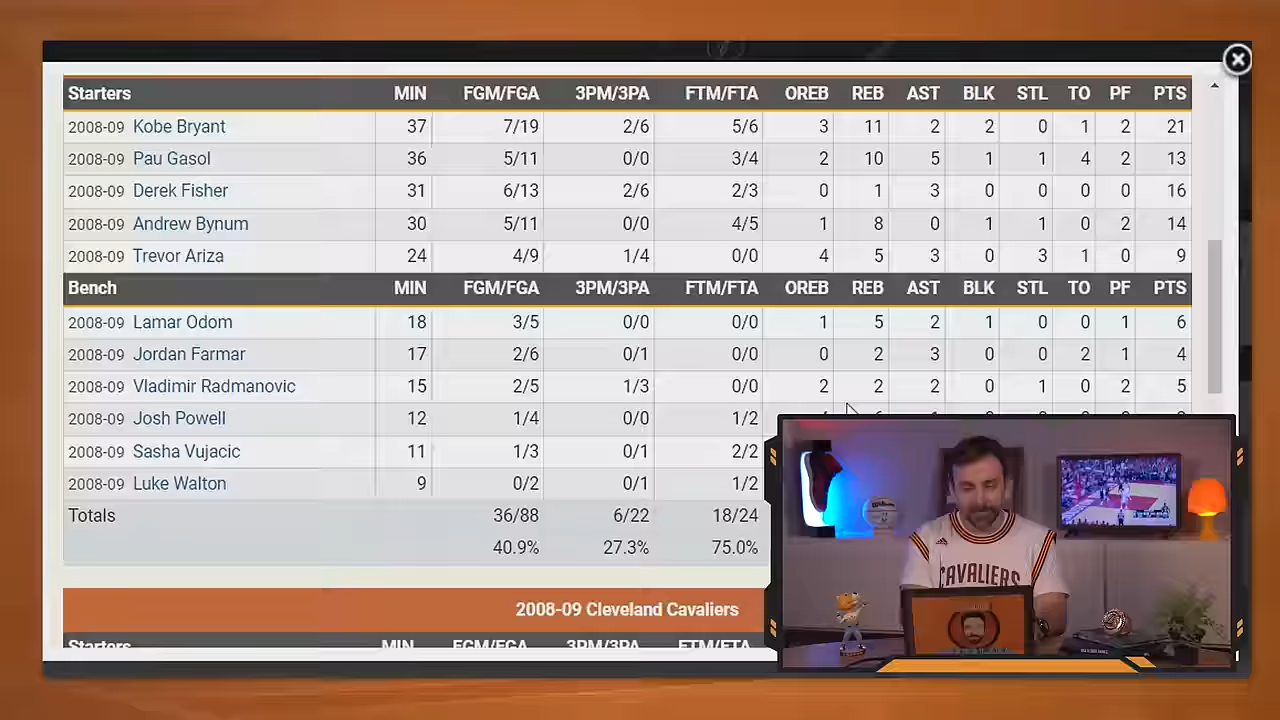 Starters MIN FGM/FGA 3PM/3PA FTM/FTA OREB REB AST BLK STL TO PF PTS
2008-09 Kobe Bryant 37 7/19 2/6 5/6 3 11 2 2 0 1 2 21
2008-09 Pau Gasol 36 5/11 0/0 3/4 2 10 5 1 1 4 2 13
2008-09 Derek Fisher 31 6/13 2/6 2/3 0 1 3 0 0 0 0 16
2008-09 Andrew Bynum 30 5/11 0/0 4/5 1 8 0 1 1 0 2 14
2008-09 Trevor Ariza 24 4/9 1/4 0/0 4 5 3 0 3 1 0 9
Bench MIN FGM/FGA 3PM/3PA FTM/FTA OREB REB AST BLK STL TO PF PTS
2008-09 Lamar Odom 18 3/5 0/0 0/0 1 5 2 1 0 0 1 6
2008-09 Jordan Farmar 17 2/6 0/1 0/0 0 2 3 0 0 2 1 4
2008-09 Vladimir Radmanovic 15 2/5 1/3 0/0 2 2 2 0 1 0 2 5
2008-09 Josh Powell 12 1/4 0/0 1/2
2008-09 Sasha Vujacic 11 1/3 0/1 2/2
2008-09 Luke Walton 9 0/2 0/1 1/2
Totals 36/88 6/22 18/24
40.9% 27.3% 75.0%
2008-09 Cleveland Cavaliers
Starters MIN FGM/FGA 3PM/3PA FTM/FTA
CAVALIERS